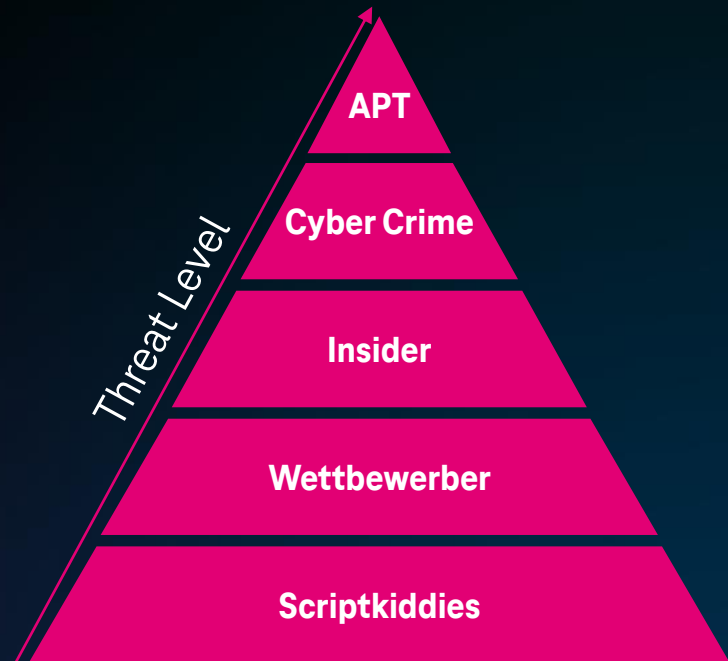 APT
Cyber Crime
Threat Level
Insider
Wettbewerber
Scriptkiddies